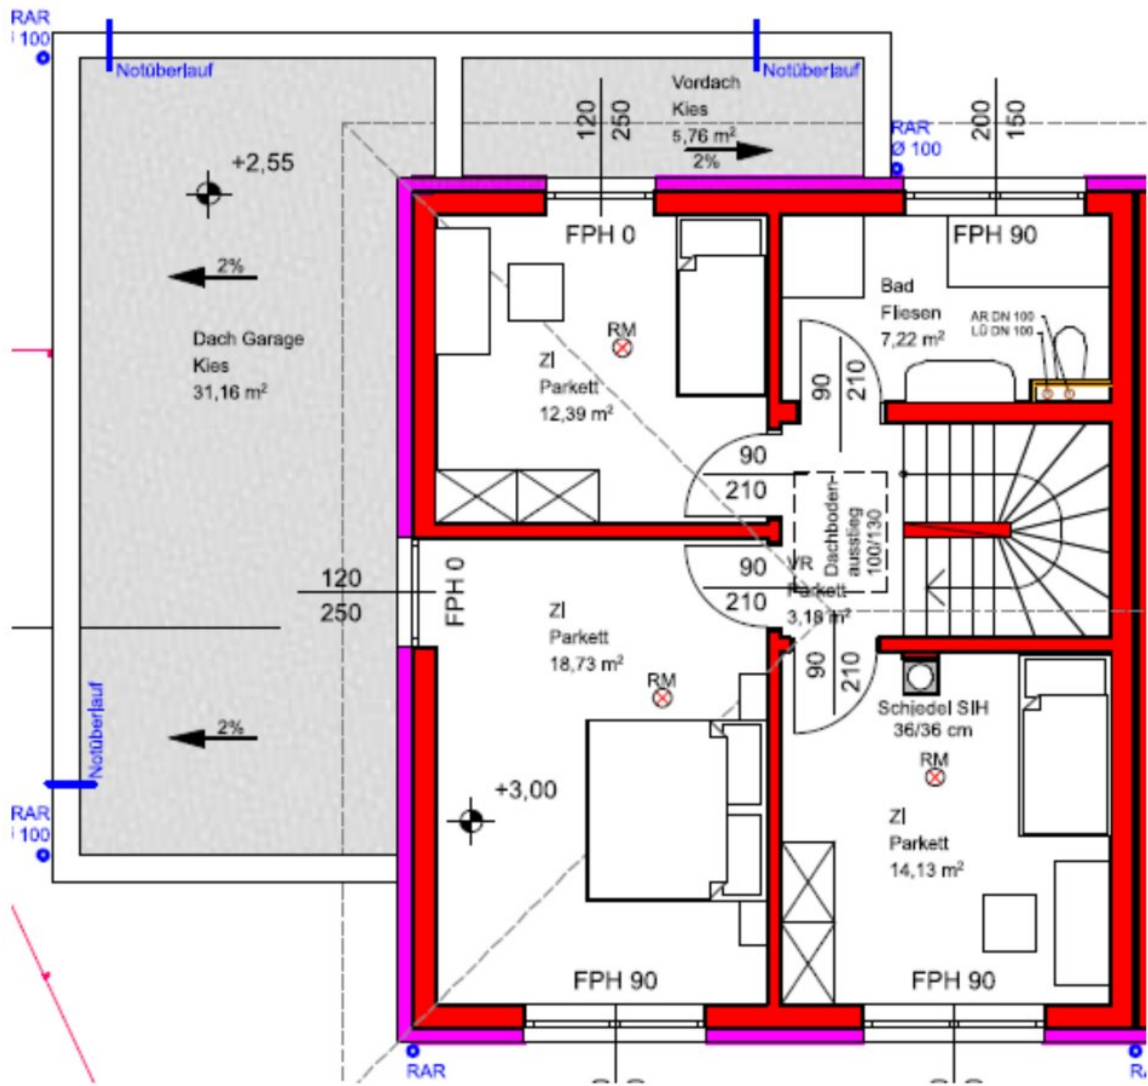 RAR
100
Notüberlauf
Notüberlauf
Vordach
Kies
5,76 m²
2%
120
250
RAR
Ø 100
200
150
+2,55
2%
Dach Garage
Kies
31,16 m²
FPH 0
RM
ZI
Parkett
12,39 m²
FPH 90
Bad
Fliesen
7,22 m²
AR DN 100
LÜ DN 100
90
210
90
210
Dachboden-
ausstieg
100/130
120
250
FPH 0
90
210
VR
Parkett
3,18 m²
ZI
Parkett
18,73 m²
RM
90
210
Schiedel SIH
36/36 cm
RM
2%
Notüberlauf
+3,00
RAR
100
ZI
Parkett
14,13 m²
FPH 90
FPH 90
RAR